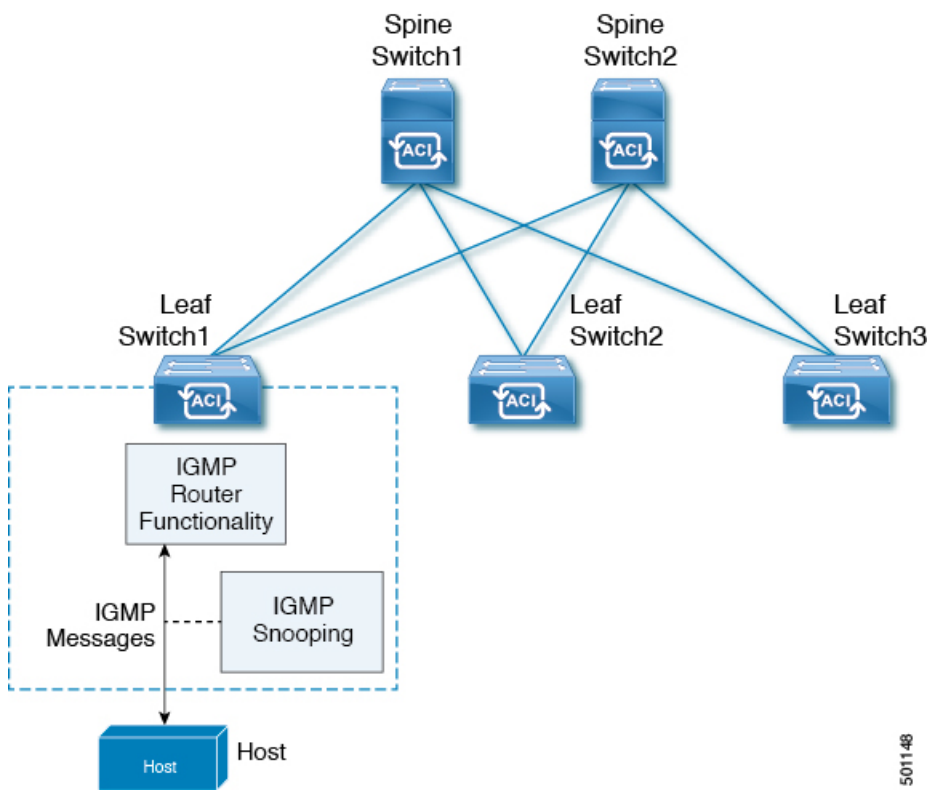 Spine
Switch1
Spine
Switch2
ACI
ACI
Leaf
Switch1
Leaf
Switch2
Leaf
Switch3
ACI
ACI
ACI
IGMP
Router
Functionality
IGMP
Messages
IGMP
Snooping
Host
Host
501148